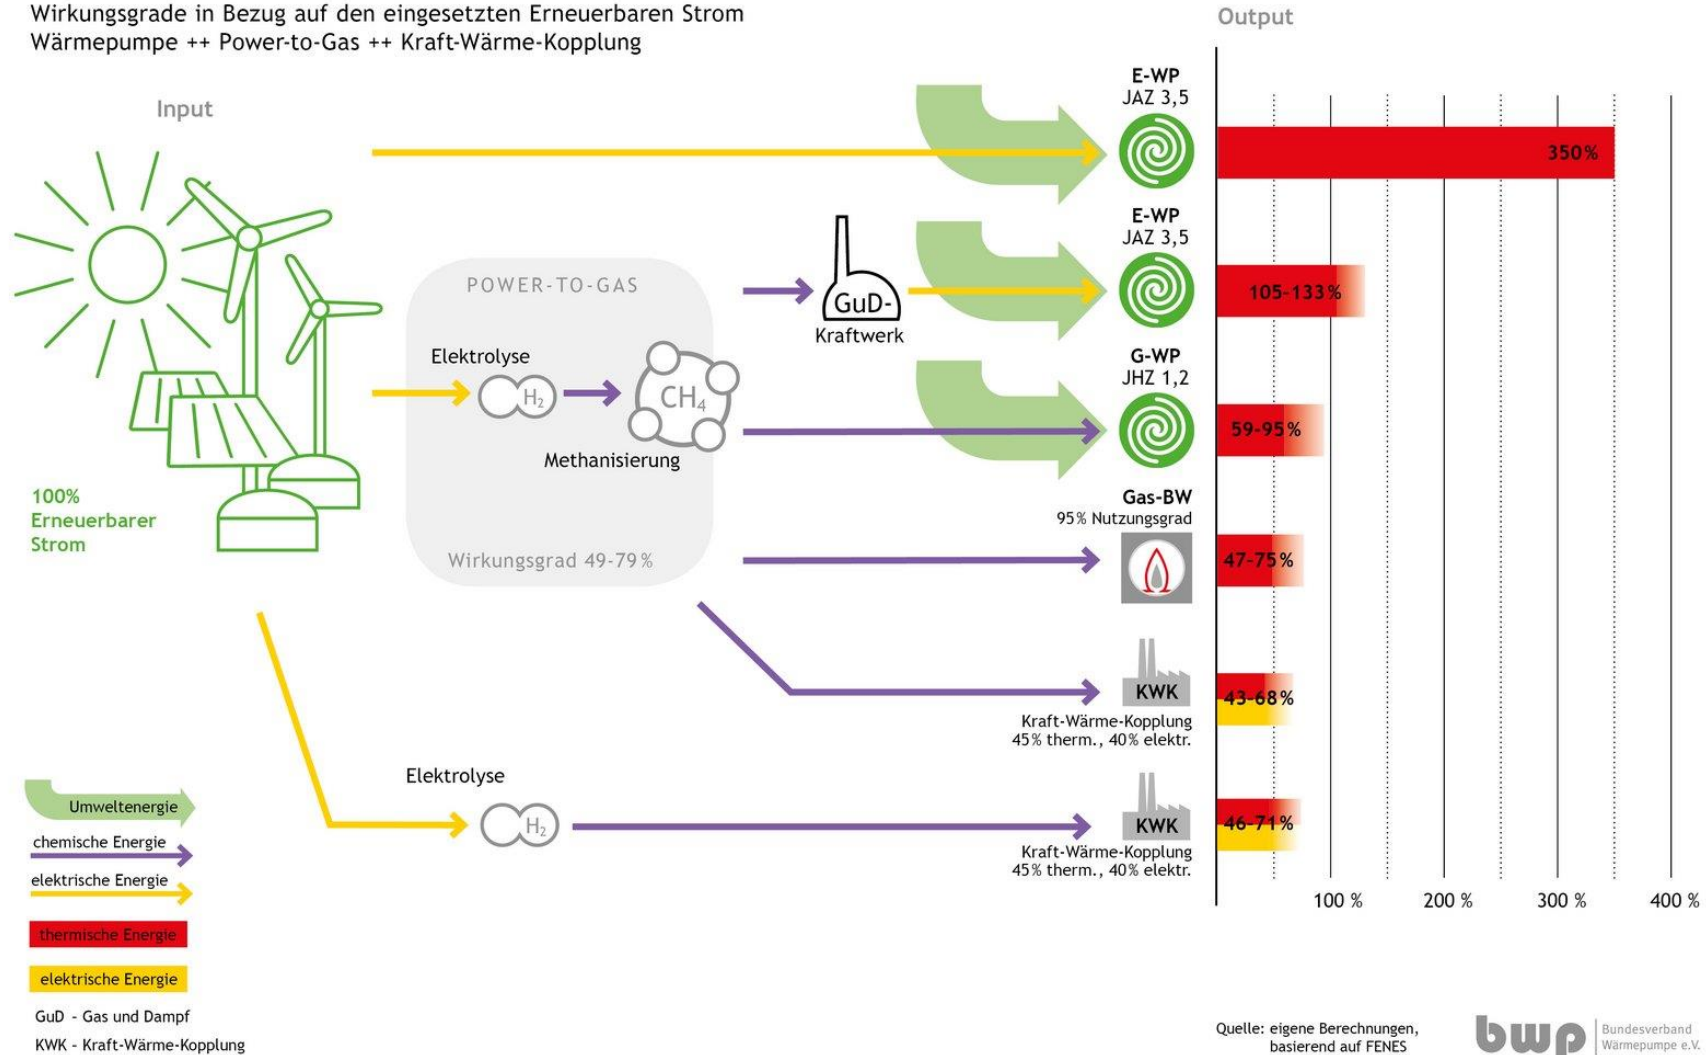 Wirkungsgrade in Bezug auf den eingesetzten Erneuerbaren Strom
Wärmepumpe ++ Power-to-Gas ++ Kraft-Wärme-Kopplung
Input
100%
Erneuerbarer
Strom
POWER-TO-GAS
Elektrolyse
H₂
CH₄
Methanisierung
Wirkungsgrad 49-79%
GuD-
Kraftwerk
Elektrolyse
H₂
E-WP
JAZ 3,5
E-WP
JAZ 3,5
G-WP
JHZ 1,2
Gas-BW
95% Nutzungsgrad
KWK
Kraft-Wärme-Kopplung
45% therm., 40% elektr.
KWK
Kraft-Wärme-Kopplung
45% therm., 40% elektr.
Output
350%
105-133%
59-95%
47-75%
43-68%
46-71%
100 % 200 % 300 % 400 %
Umweltenergie
chemische Energie
elektrische Energie
thermische Energie
elektrische Energie
GuD - Gas und Dampf
KWK - Kraft-Wärme-Kopplung
Quelle: eigene Berechnungen,
basierend auf FENES
bwp
Bundesverband
Wärmepumpe e.V.